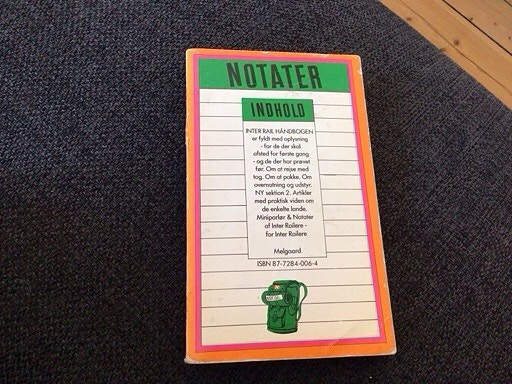 NOTATER
INDHOLD
INTER RAIL HÅNDBOGEN
er fyldt med oplysning
- for de der skal
afsted for første gang
- og de der har prøvet
før. Om at rejse med
tog. Om at pakke. Om
overnatning og udstyr.
NY sektion 2. Artikler
med praktisk viden om
de enkelte lande.
Miniparlør & Notater
af Inter Railere -
for Inter Railere
Melgaard
ISBN 87-7284-006-4